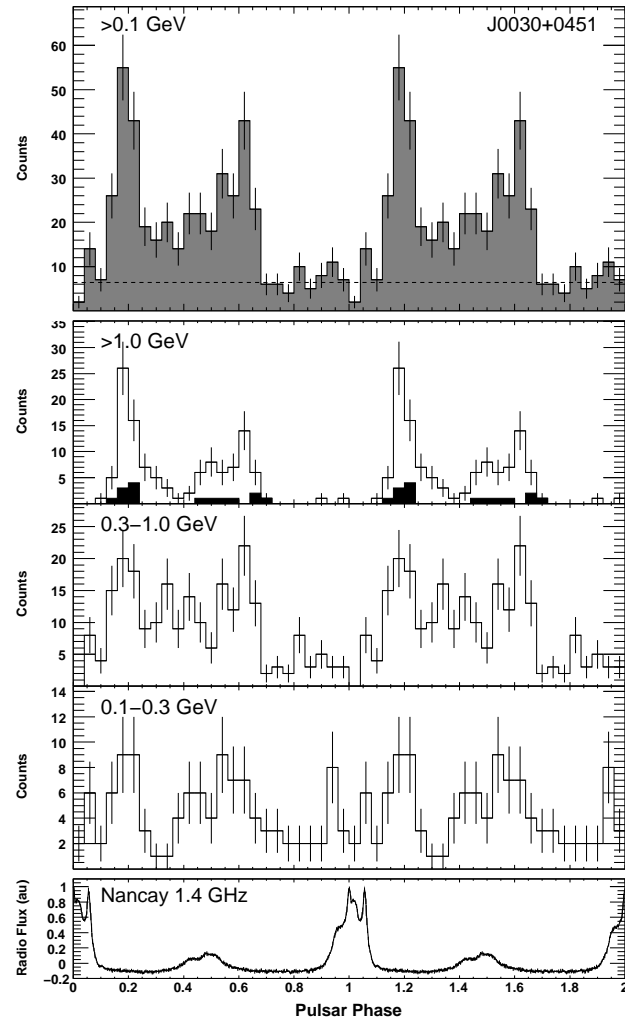 >0.1 GeV J0030+0451
60
50
40
30
20
10
Counts
>1.0 GeV
35
30
25
20
15
10
5
Counts
0.3−1.0 GeV
25
20
15
10
5
Counts
0.1−0.3 GeV
14
12
10
8
6
4
2
Counts
Nancay 1.4 GHz
1
0.8
0.6
0.4
0.2
0
−0.2
Radio Flux (au)
0 0.2 0.4 0.6 0.8 1 1.2 1.4 1.6 1.8 2
Pulsar Phase